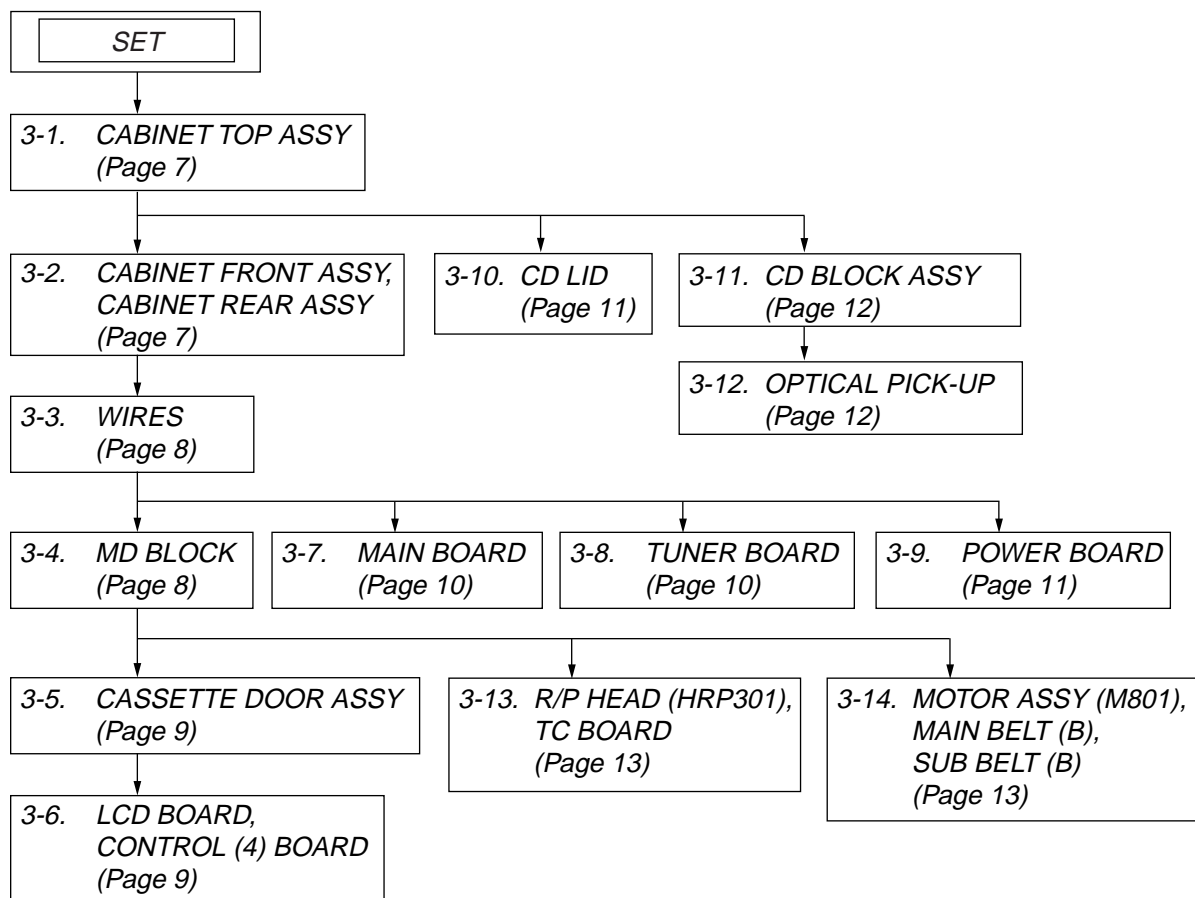 SET
3-1. CABINET TOP ASSY
(Page 7)
3-2. CABINET FRONT ASSY,
CABINET REAR ASSY
(Page 7)
3-10. CD LID
(Page 11)
3-11. CD BLOCK ASSY
(Page 12)
3-12. OPTICAL PICK-UP
(Page 12)
3-3. WIRES
(Page 8)
3-4. MD BLOCK
(Page 8)
3-7. MAIN BOARD
(Page 10)
3-8. TUNER BOARD
(Page 10)
3-9. POWER BOARD
(Page 11)
3-5. CASSETTE DOOR ASSY
(Page 9)
3-13. R/P HEAD (HRP301),
TC BOARD
(Page 13)
3-14. MOTOR ASSY (M801),
MAIN BELT (B),
SUB BELT (B)
(Page 13)
3-6. LCD BOARD,
CONTROL (4) BOARD
(Page 9)